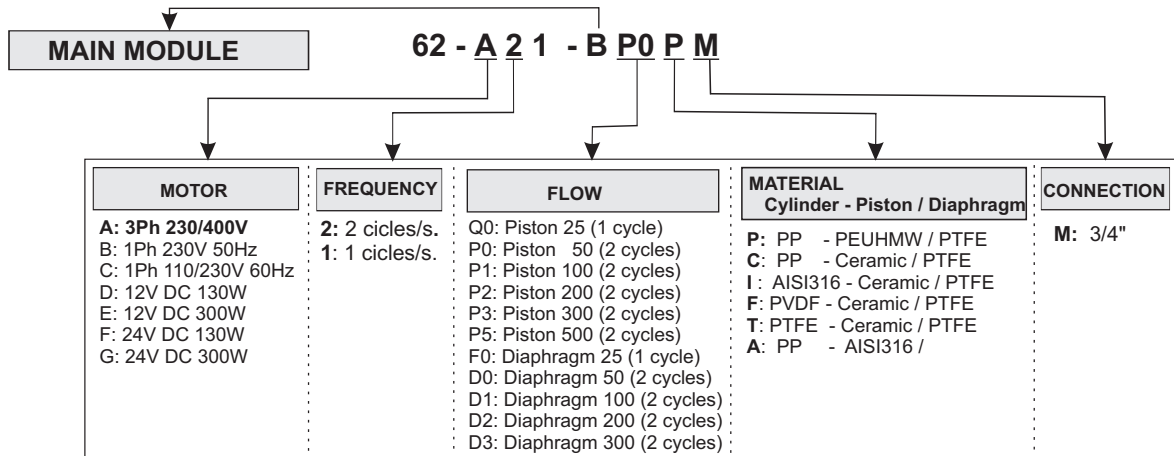 MAIN MODULE
62 - A 2 1 - B P0 P M
MOTOR
A: 3Ph 230/400V
B: 1Ph 230V 50Hz
C: 1Ph 110/230V 60Hz
D: 12V DC 130W
E: 12V DC 300W
F: 24V DC 130W
G: 24V DC 300W
FREQUENCY
2: 2 cicles/s.
1: 1 cicles/s.
FLOW
Q0: Piston 25 (1 cycle)
P0: Piston 50 (2 cycles)
P1: Piston 100 (2 cycles)
P2: Piston 200 (2 cycles)
P3: Piston 300 (2 cycles)
P5: Piston 500 (2 cycles)
F0: Diaphragm 25 (1 cycle)
D0: Diaphragm 50 (2 cycles)
D1: Diaphragm 100 (2 cycles)
D2: Diaphragm 200 (2 cycles)
D3: Diaphragm 300 (2 cycles)
MATERIAL
Cylinder - Piston / Diaphragm
P: PP - PEUHMW / PTFE
C: PP - Ceramic / PTFE
I : AISI316 - Ceramic / PTFE
F: PVDF - Ceramic / PTFE
T: PTFE - Ceramic / PTFE
A: PP - AISI316 /
CONNECTION
M: 3/4"